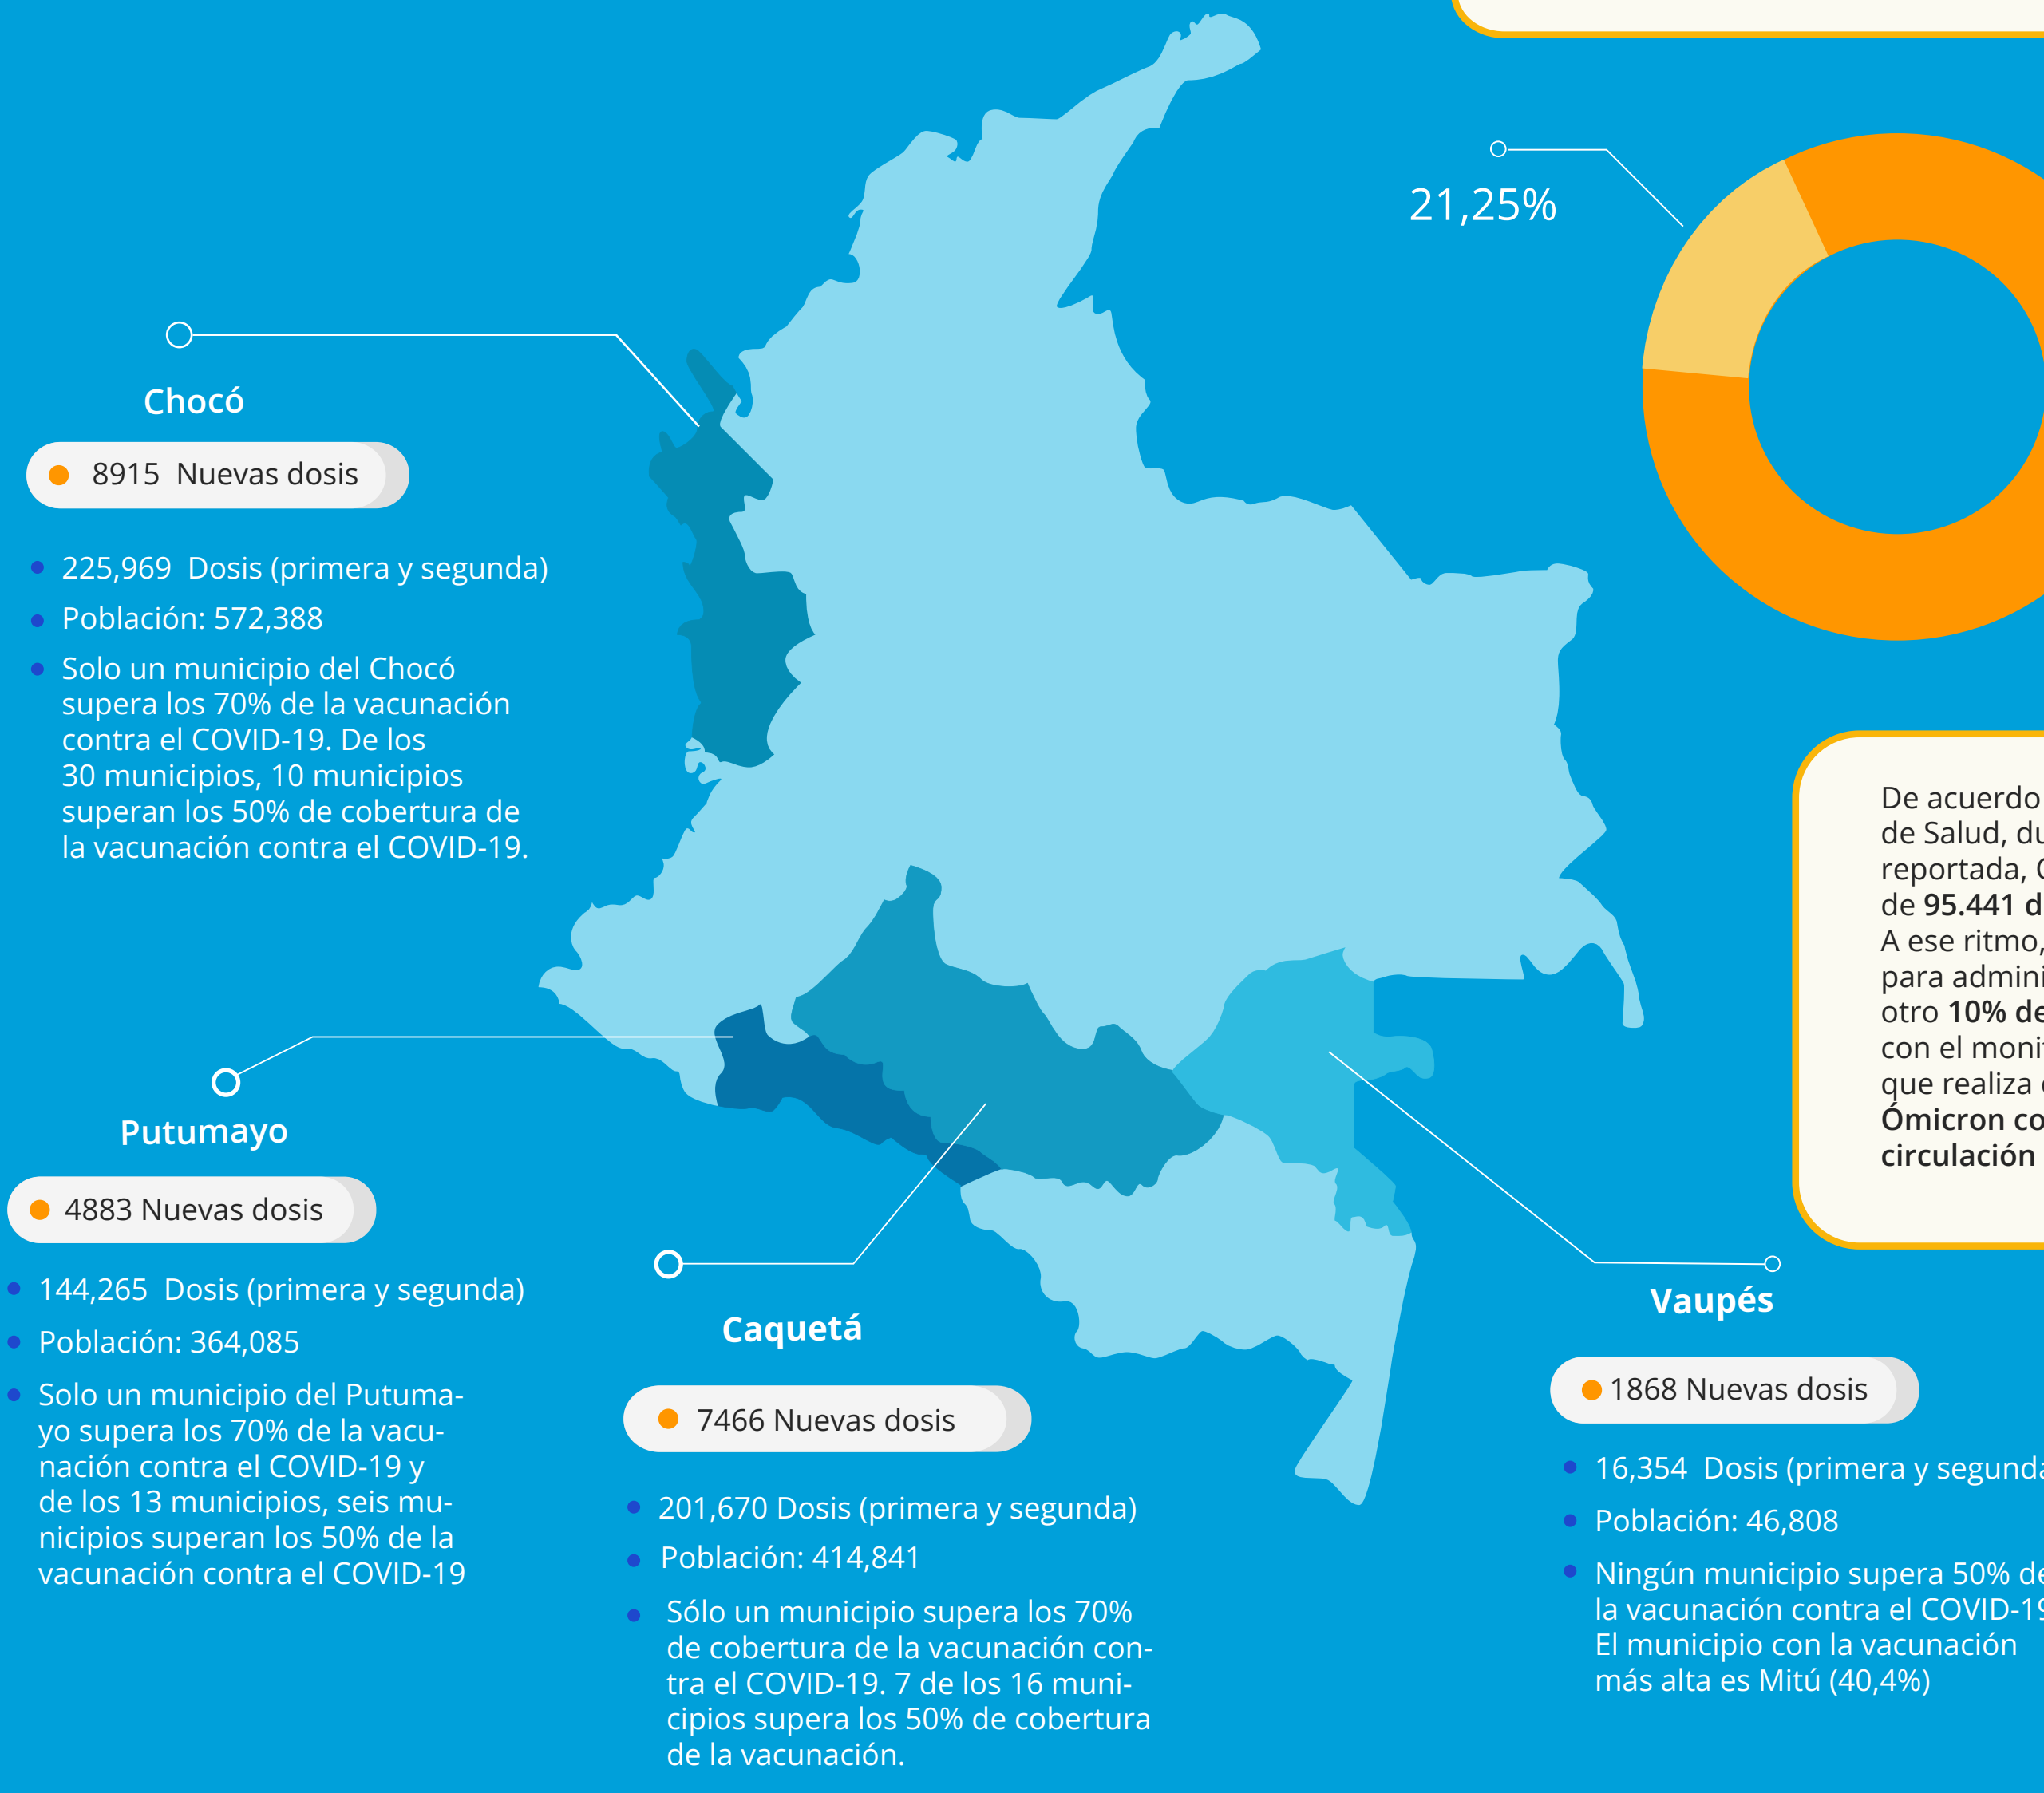 21,25%
Chocó
8915 Nuevas dosis
225,969 Dosis (primera y segunda)
Población: 572,388
Solo un municipio del Chocó
supera los 70% de la vacunación
contra el COVID-19. De los
30 municipios, 10 municipios
superan los 50% de cobertura de
la vacunación contra el COVID-19.
De acuerdo
de Salud, du
reportada,
de 95.441 d
A ese ritmo,
para admini
otro 10% de
con el moni
que realiza
Ómicron co
circulación
Putumayo
4883 Nuevas dosis
144,265 Dosis (primera y segunda)
Población: 364,085
Solo un municipio del Putuma-
yo supera los 70% de la vacu-
nación contra el COVID-19 y
de los 13 municipios, seis mu-
nicipios superan los 50% de la
vacunación contra el COVID-19
Caquetá
7466 Nuevas dosis
201,670 Dosis (primera y segunda)
Población: 414,841
Sólo un municipio supera los 70%
de cobertura de la vacunación con-
tra el COVID-19. 7 de los 16 muni-
cipios supera los 50% de cobertura
de la vacunación.
Vaupés
1868 Nuevas dosis
16,354 Dosis (primera y segunda
Población: 46,808
Ningún municipio supera 50% de
la vacunación contra el COVID-19
El municipio con la vacunación
más alta es Mitú (40,4%)